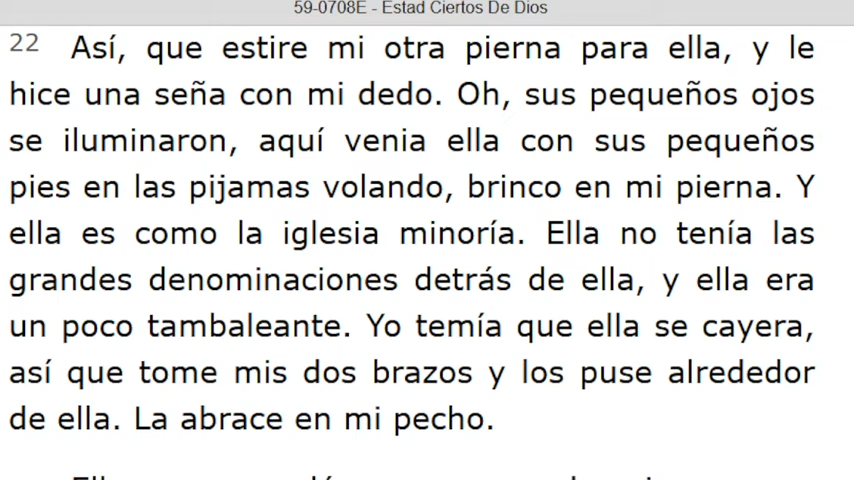 59-0708E - Estad Ciertos De Dios
22 Así, que estire mi otra pierna para ella, y le
hice una seña con mi dedo. Oh, sus pequeños ojos
se iluminaron, aquí venia ella con sus pequeños
pies en las pijamas volando, brinco en mi pierna. Y
ella es como la iglesia minoría. Ella no tenía las
grandes denominaciones detrás de ella, y ella era
un poco tambaleante. Yo temía que ella se cayera,
así que tome mis dos brazos y los puse alrededor
de ella. La abrace en mi pecho.